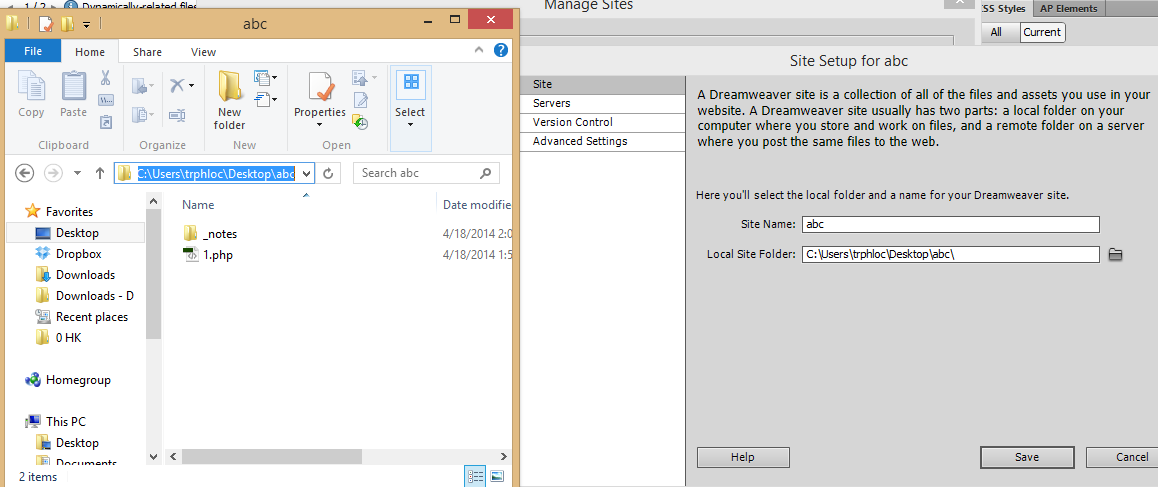 1 / 2
Dynamically-related files
abc
File
Home
Share
View
Copy
Paste
New
folder
Properties
Select
Clipboard
Organize
New
Open
C:\Users\trphloc\Desktop\abc
Search abc
Favorites
Desktop
Dropbox
Downloads
Downloads - D
Recent places
0 HK
Homegroup
This PC
Desktop
Documents
Name
Date modifie
_notes
4/18/2014 2:0
1.php
4/18/2014 1:5
2 items
Manage Sites
SS Styles
AP Elements
All
Current
Site Setup for abc
Site
Servers
Version Control
Advanced Settings
A Dreamweaver site is a collection of all of the files and assets you use in your
website. A Dreamweaver site usually has two parts: a local folder on your
computer where you store and work on files, and a remote folder on a server
where you post the same files to the web.
Here you'll select the local folder and a name for your Dreamweaver site.
Site Name:
abc
Local Site Folder:
C:\Users\trphloc\Desktop\abc\
Help
Save
Cancel